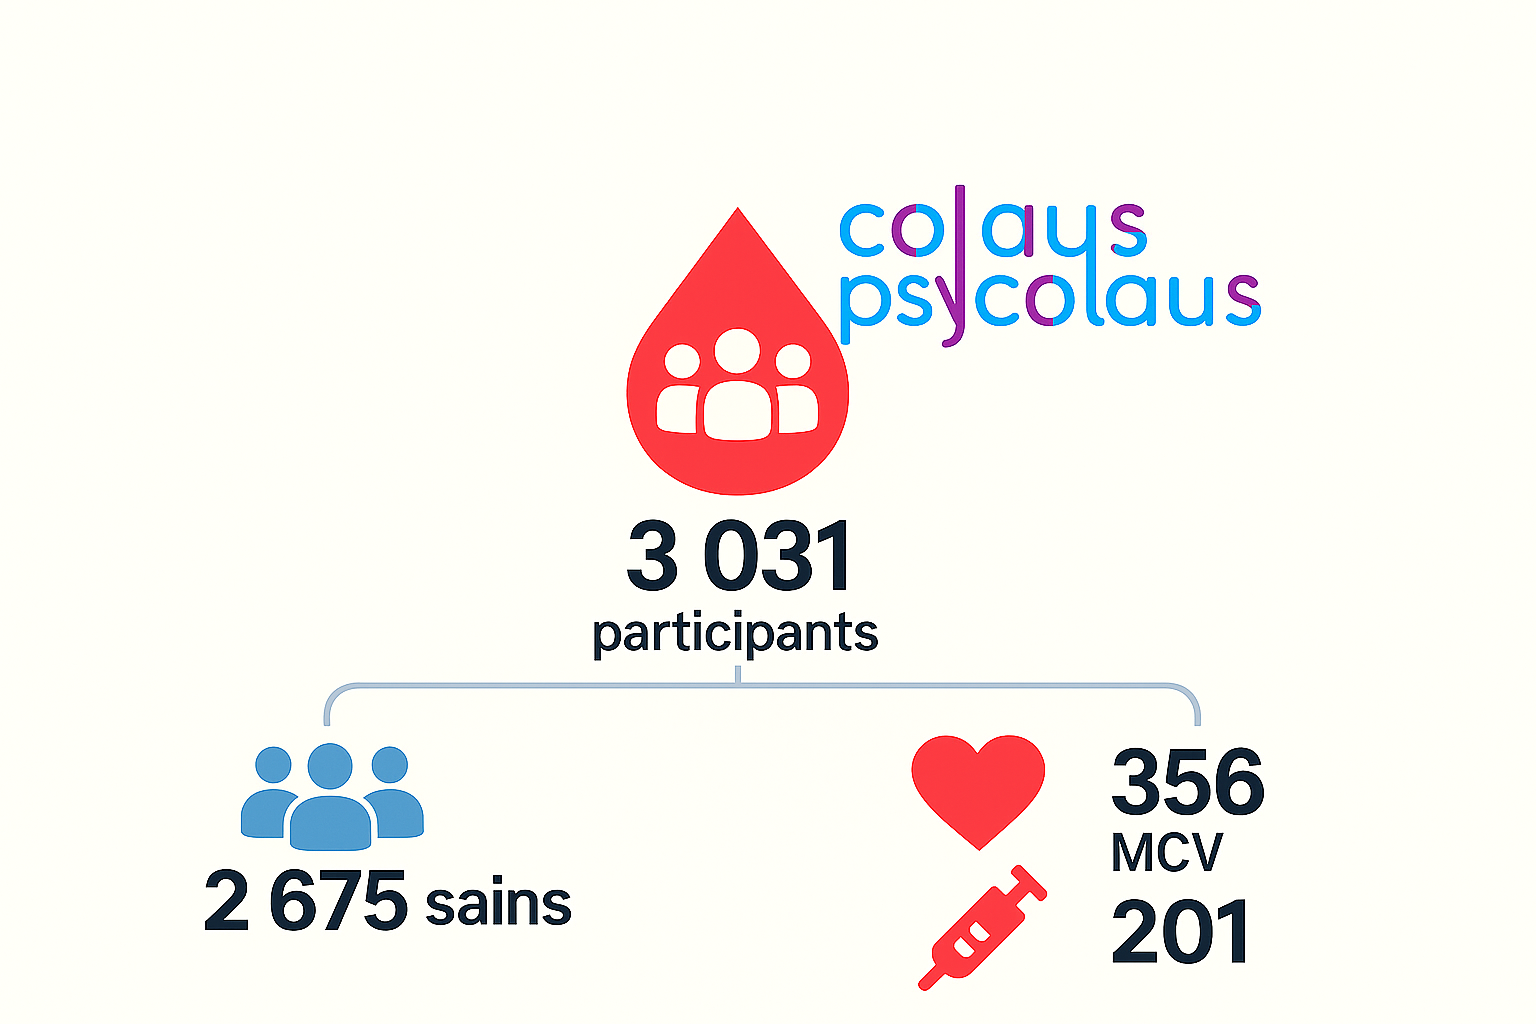 colaus
psycolaus
3 031
participants
2 675 sains
356
MCV
201